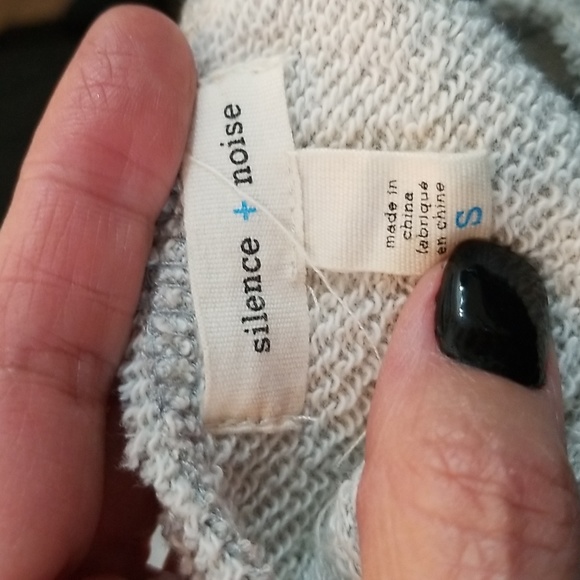 silence + noise
made in
china
fabriqué
en chine
S